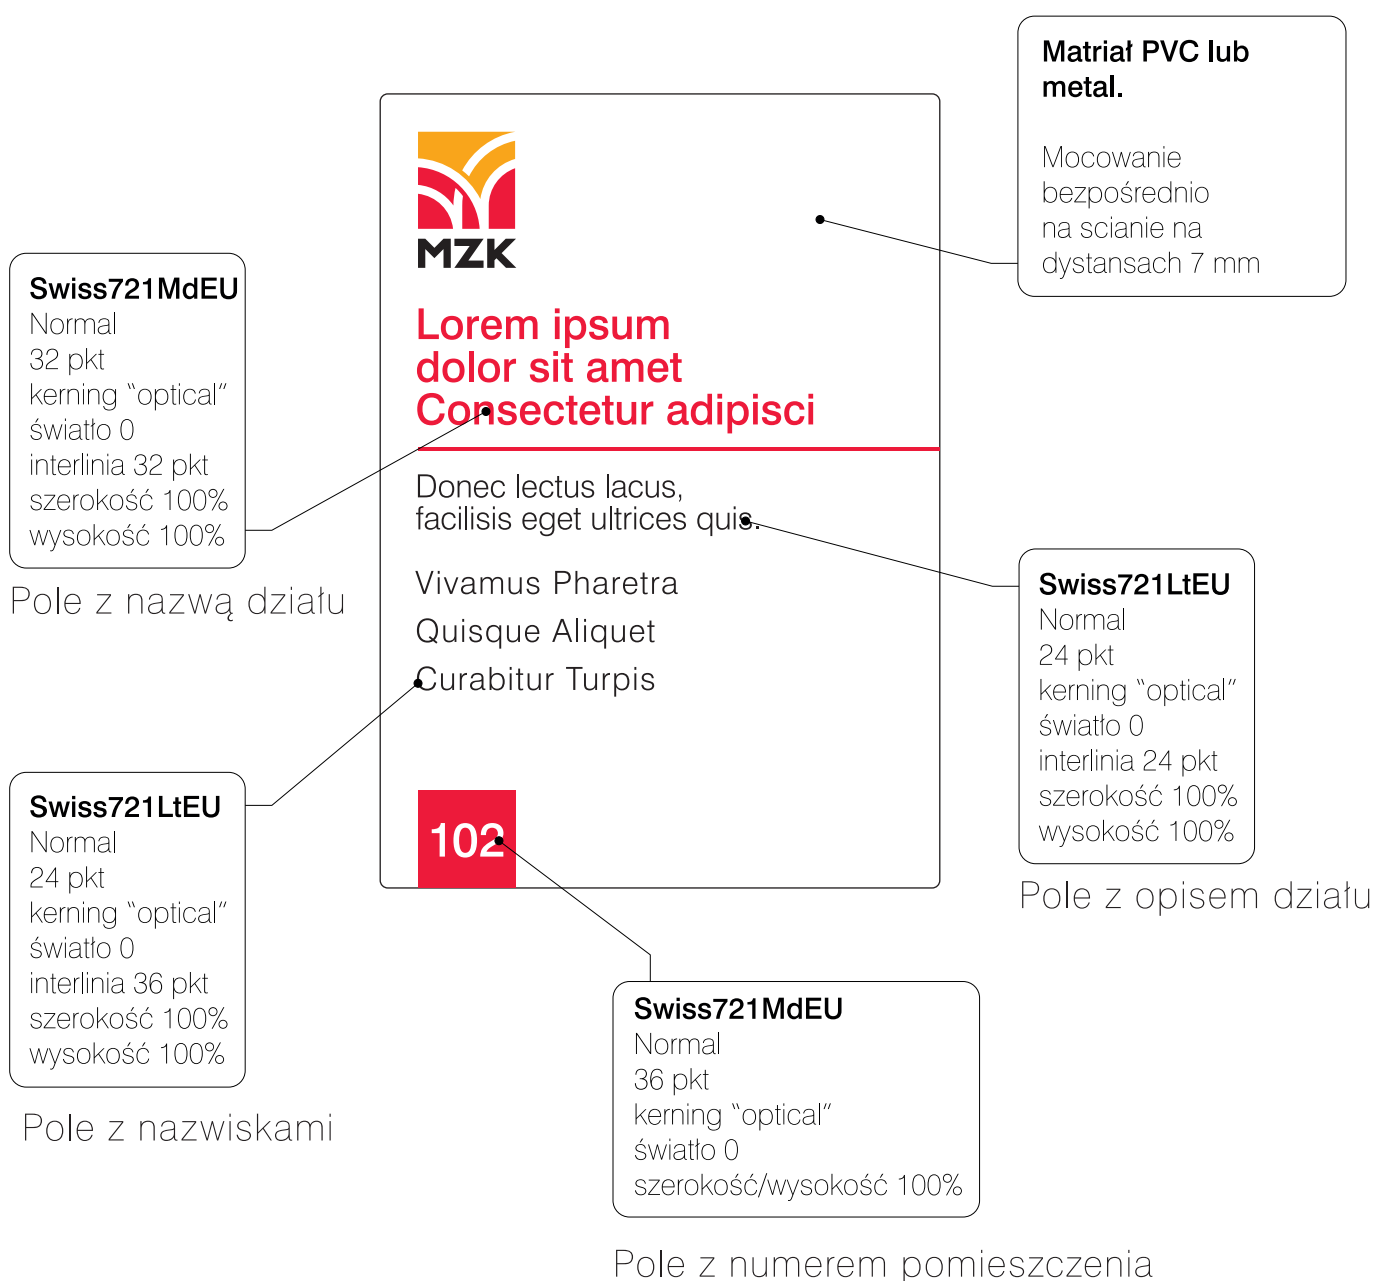 Matriał PVC lub
metal.
Mocowanie
bezpośrednio
na scianie na
dystansach 7 mm
MZK
Lorem ipsum
dolor sit amet
Consectetur adipisci
Donec lectus lacus,
facilisis eget ultrices quis.
Vivamus Pharetra
Quisque Aliquet
Curabitur Turpis
102
Swiss721MdEU
Normal
32 pkt
kerning “optical”
światło 0
interlinia 32 pkt
szerokość 100%
wysokość 100%
Pole z nazwą działu
Swiss721LtEU
Normal
24 pkt
kerning “optical”
światło 0
interlinia 24 pkt
szerokość 100%
wysokość 100%
Pole z opisem działu
Swiss721LtEU
Normal
24 pkt
kerning “optical”
światło 0
interlinia 36 pkt
szerokość 100%
wysokość 100%
Pole z nazwiskami
Swiss721MdEU
Normal
36 pkt
kerning “optical”
światło 0
szerokość/wysokość 100%
Pole z numerem pomieszczenia